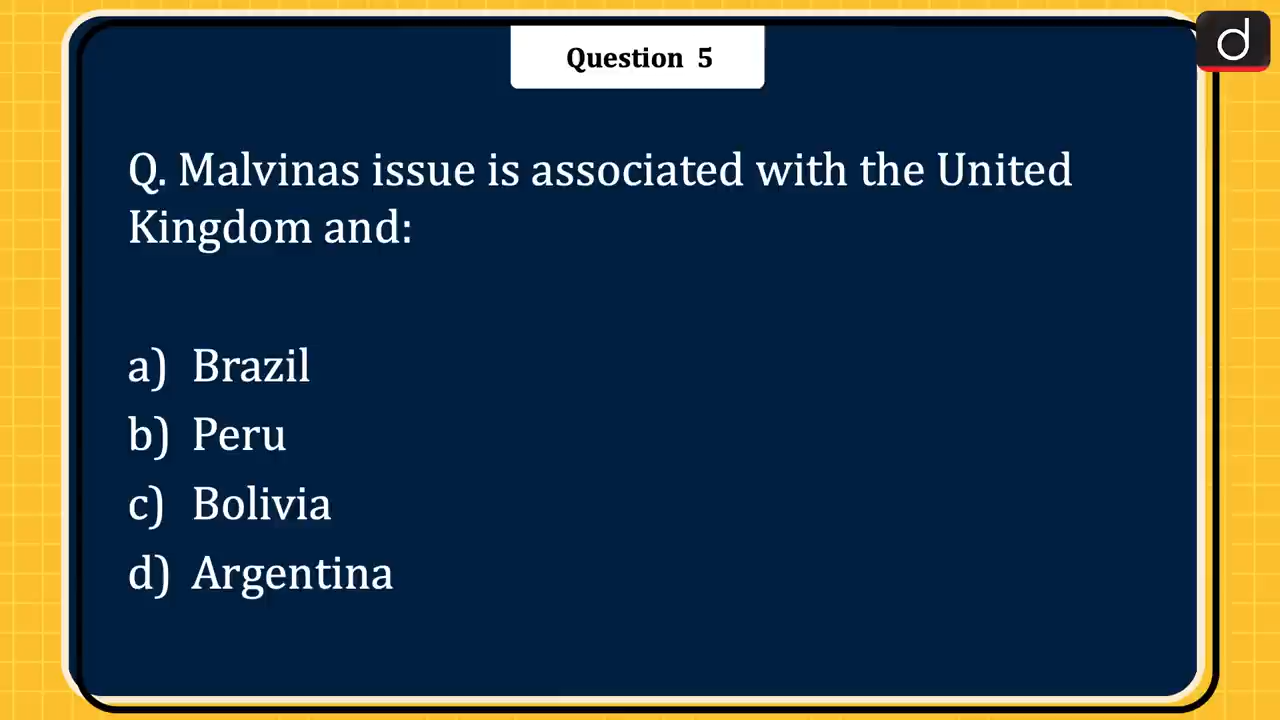 Question 5
d
Q. Malvinas issue is associated with the United
Kingdom and:
a) Brazil
b) Peru
c) Bolivia
d) Argentina